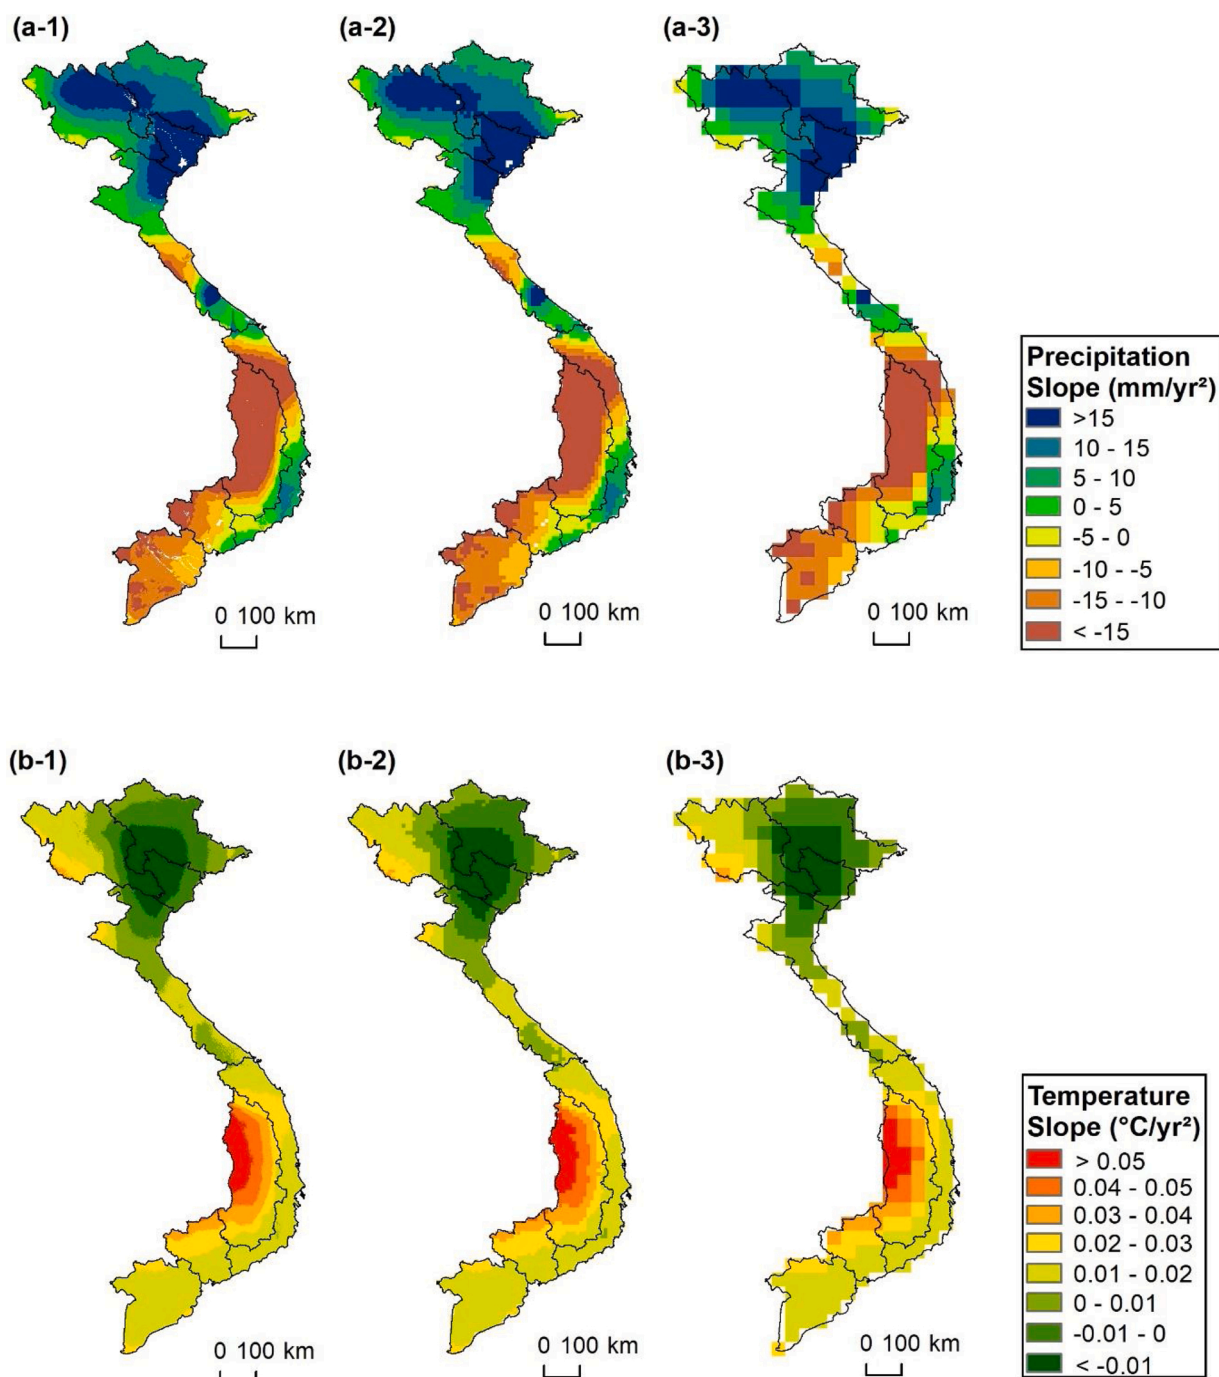 (a-1)
(a-2)
(a-3)
Precipitation
Slope (mm/yr²)
>15
10 - 15
5 - 10
0 - 5
-5 - 0
-10 - -5
-15 - -10
< -15
0 100 km
0 100 km
0 100 km
(b-1)
(b-2)
(b-3)
Temperature
Slope (°C/yr²)
> 0.05
0.04 - 0.05
0.03 - 0.04
0.02 - 0.03
0.01 - 0.02
0 - 0.01
-0.01 - 0
< -0.01
0 100 km
0 100 km
0 100 km